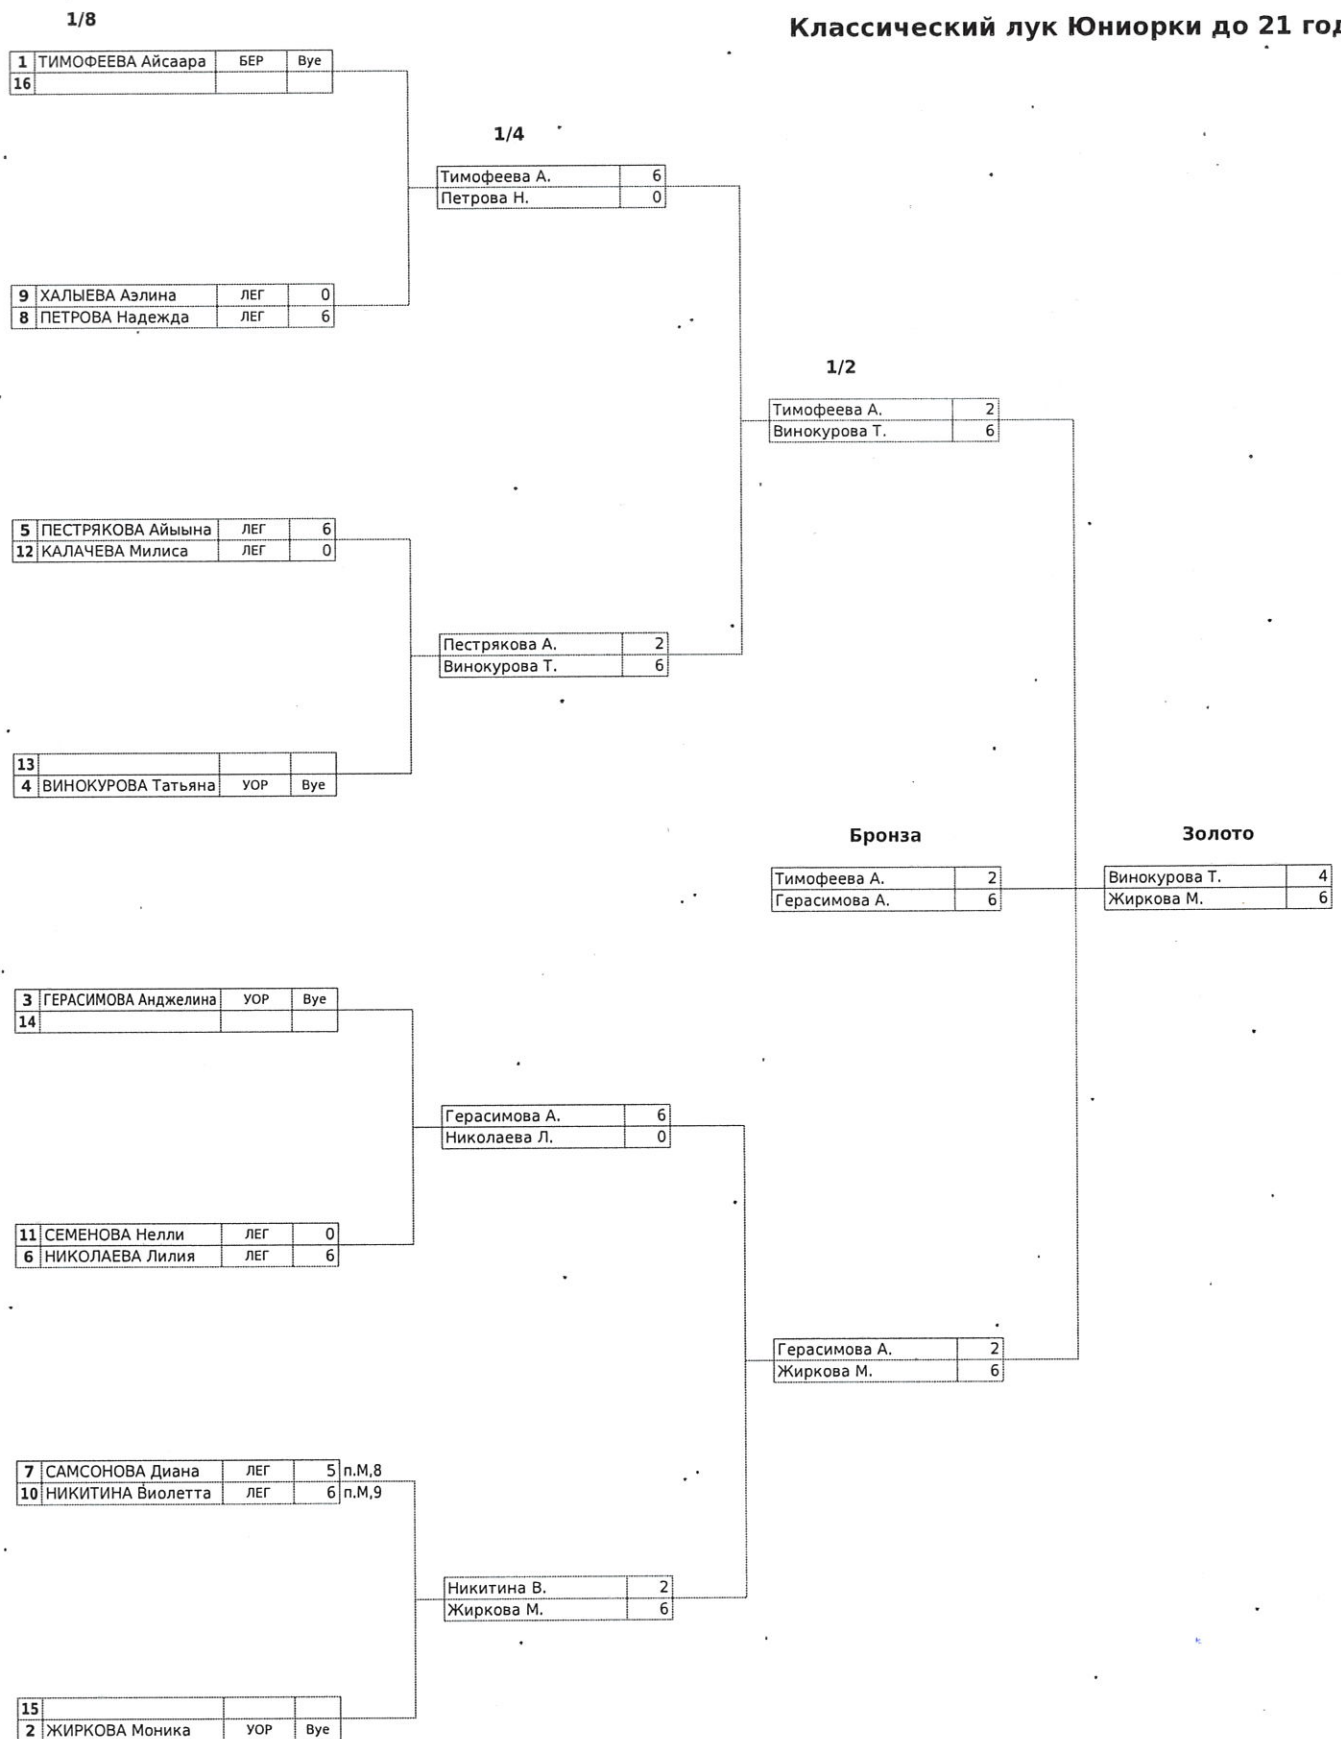 1/8
Классический лук Юниорки до 21 год
1 ТИМОФЕЕВА Айсаара БЕР Bye
16
1/4
Тимофеева А. 6
Петрова Н. 0
9 ХАЛЫЕВА Аэлина ЛЕГ 0
8 ПЕТРОВА Надежда ЛЕГ 6
1/2
Тимофеева А. 2
Винокурова Т. 6
5 ПЕСТРЯКОВА Айыына ЛЕГ 6
12 КАЛАЧЕВА Милиса ЛЕГ 0
Пестрякова А. 2
Винокурова Т. 6
13
4 ВИНОКУРОВА Татьяна УОР Bye
Бронза Золото
Тимофеева А. 2 Винокурова Т. 4
Герасимова А. 6 Жиркова М. 6
3 ГЕРАСИМОВА Анджелина УОР Bye
14
Герасимова А. 6
Николаева Л. 0
11 СЕМЕНОВА Нелли ЛЕГ 0
6 НИКОЛАЕВА Лилия ЛЕГ 6
Герасимова А. 2
Жиркова М. 6
7 САМСОНОВА Диана ЛЕГ 5 п.М,8
10 НИКИТИНА Виолетта ЛЕГ 6 п.М,9
Никитина В. 2
Жиркова М. 6
15
2 ЖИРКОВА Моника УОР Bye